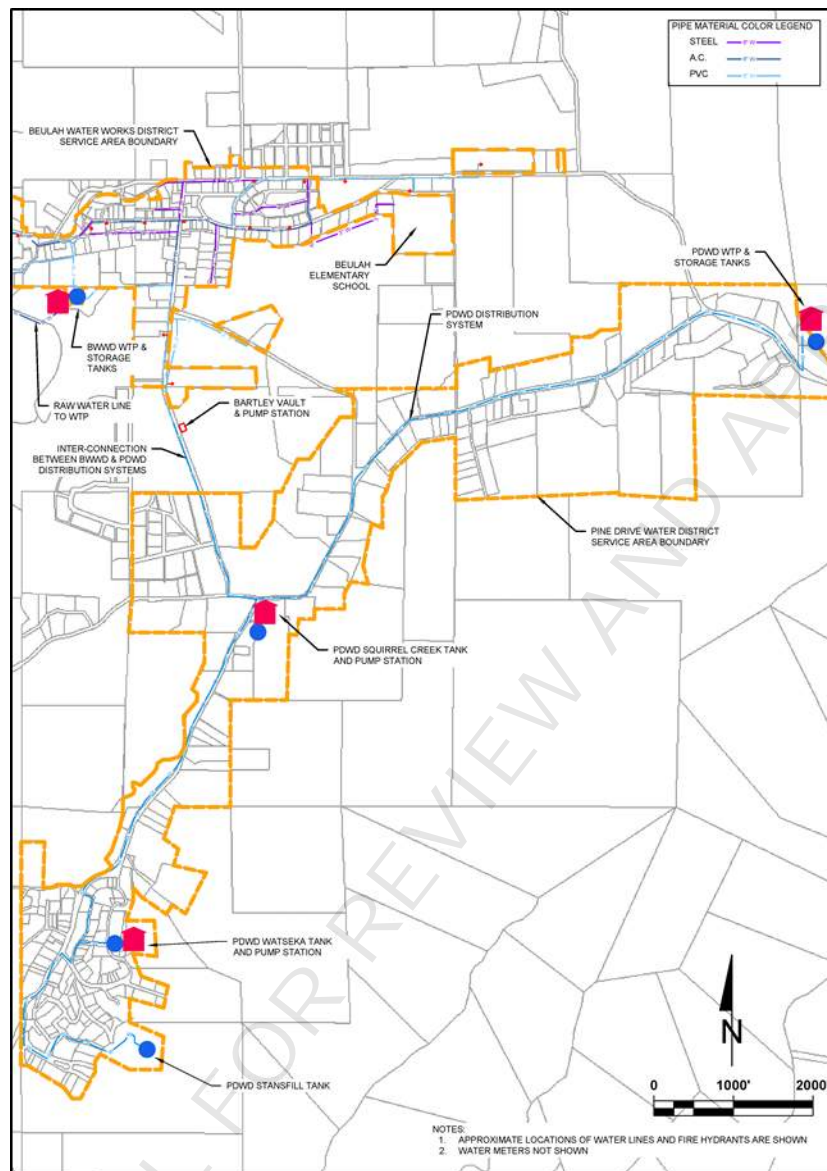 PIPE MATERIAL COLOR LEGEND
STEEL
A.C.
PVC
BEULAH WATER WORKS DISTRICT
SERVICE AREA BOUNDARY
BEULAH
ELEMENTARY
SCHOOL
PDWD WTP &
STORAGE TANKS
PDWD DISTRIBUTION
SYSTEM
BWWD WTP &
STORAGE
TANKS
RAW WATER LINE
TO WTP
BARTLEY VAULT
& PUMP STATION
INTER-CONNECTION
BETWEEN BWWD & PDWD
DISTRIBUTION SYSTEMS
PINE DRIVE WATER DISTRICT
SERVICE AREA BOUNDARY
PDWD SQUIRREL CREEK TANK
AND PUMP STATION
PDWD WATSEKA TANK
AND PUMP STATION
PDWD STANSFILL TANK
N
0 1000' 2000
NOTES:
1. APPROXIMATE LOCATIONS OF WATER LINES AND FIRE HYDRANTS ARE SHOWN
2. WATER METERS NOT SHOWN
FOR REVIEW AND